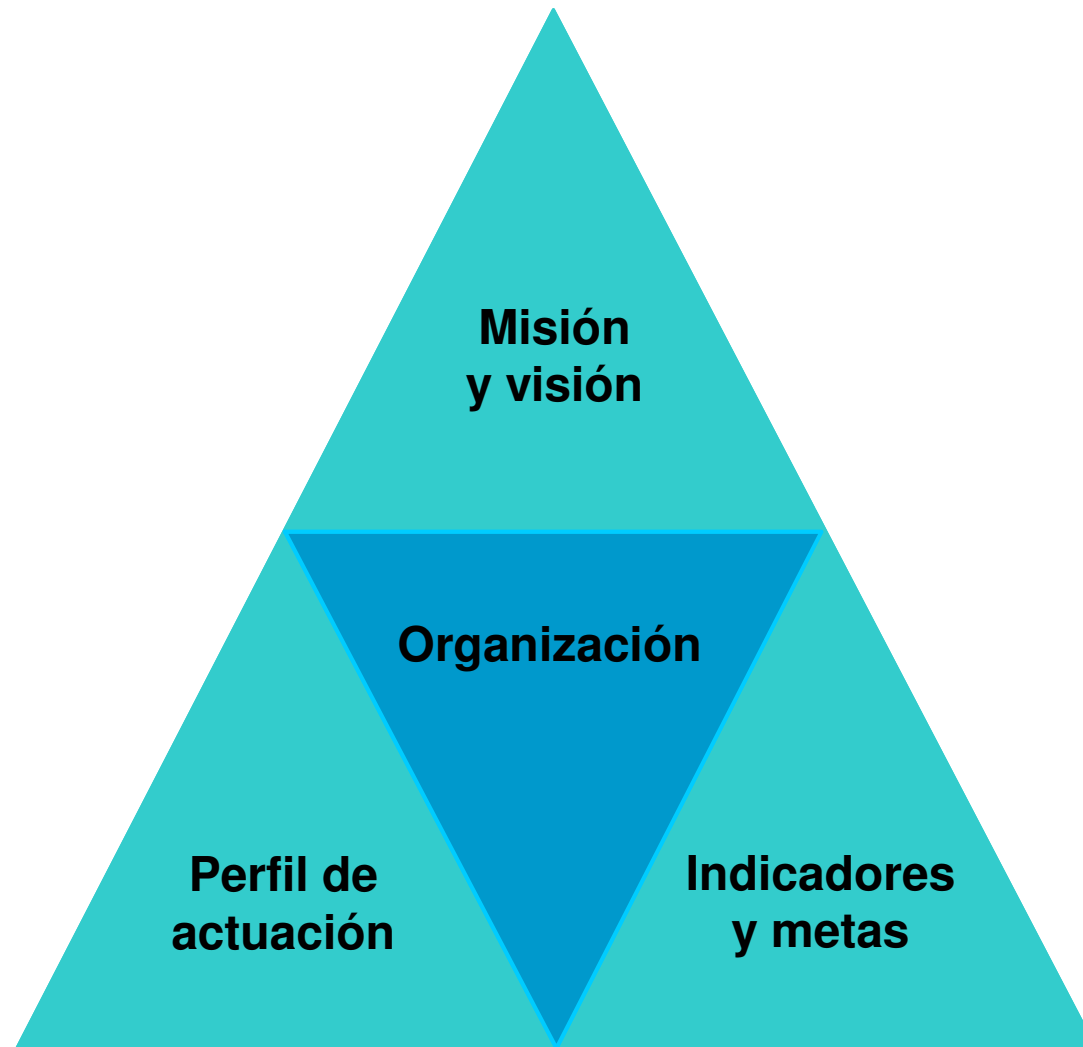 Misión
y visión
Organización
Perfil de
actuación
Indicadores
y metas